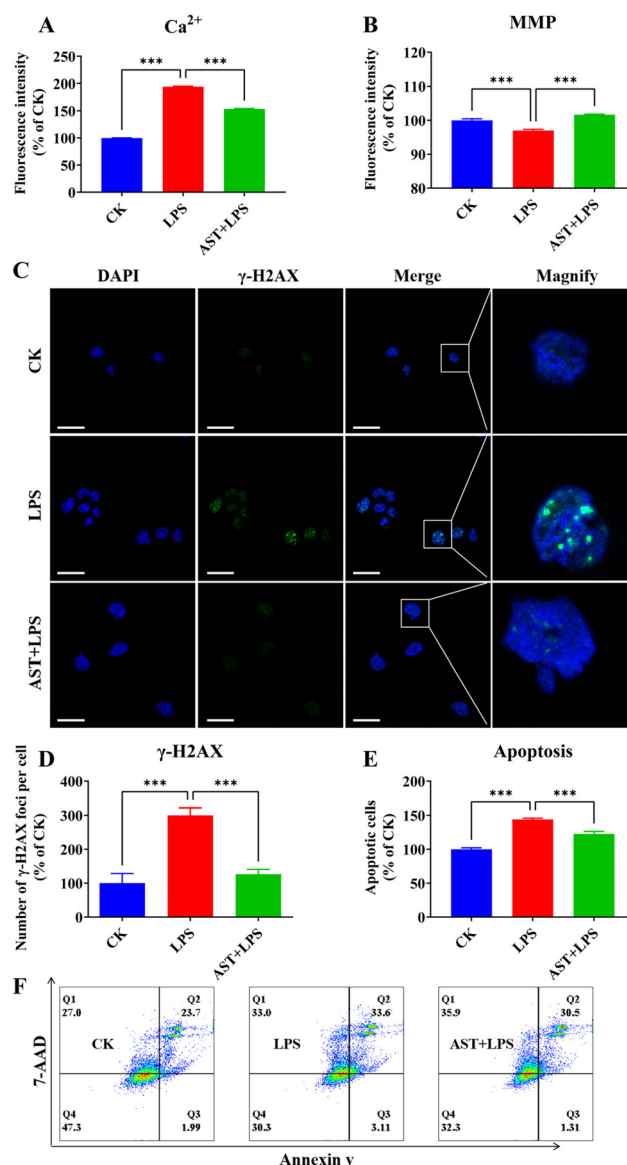 A
Ca2+
Fluorescence intensity
(% of CK)
250
200
150
100
50
0
***
***
CK
LPS
AST+LPS
B
MMP
Fluorescence intensity
(% of CK)
120
110
100
90
80
***
***
CK
LPS
AST+LPS
C
DAPI
γ-H2AX
Merge
Magnify
CK
LPS
AST+LPS
D
γ-H2AX
Number of γ-H2AX foci per cell
(% of CK)
400
300
200
100
0
***
***
CK
LPS
AST+LPS
E
Apoptosis
Apoptotic cells
(% of CK)
200
150
100
50
0
***
***
CK
LPS
AST+LPS
F
7-AAD
Q1
27.0
Q2
23.7
CK
Q4
47.3
Q3
1.99
Q1
33.0
Q2
33.6
LPS
Q4
30.3
Q3
3.11
Q1
35.9
Q2
30.5
AST+LPS
Q4
32.3
Q3
1.31
Annexin v